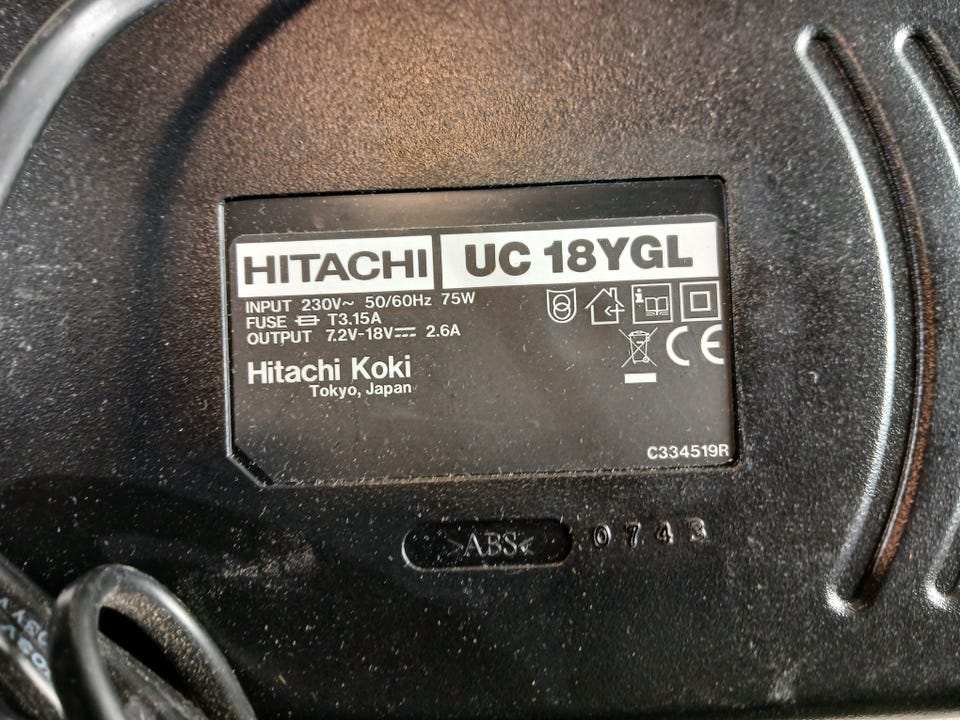 HITACHI UC 18YGL
INPUT 230V~ 50/60Hz 75W
FUSE T3.15A
OUTPUT 7.2V-18V⎓ 2.6A
Hitachi Koki
Tokyo, Japan
i
CE
C334519R
>ABS<